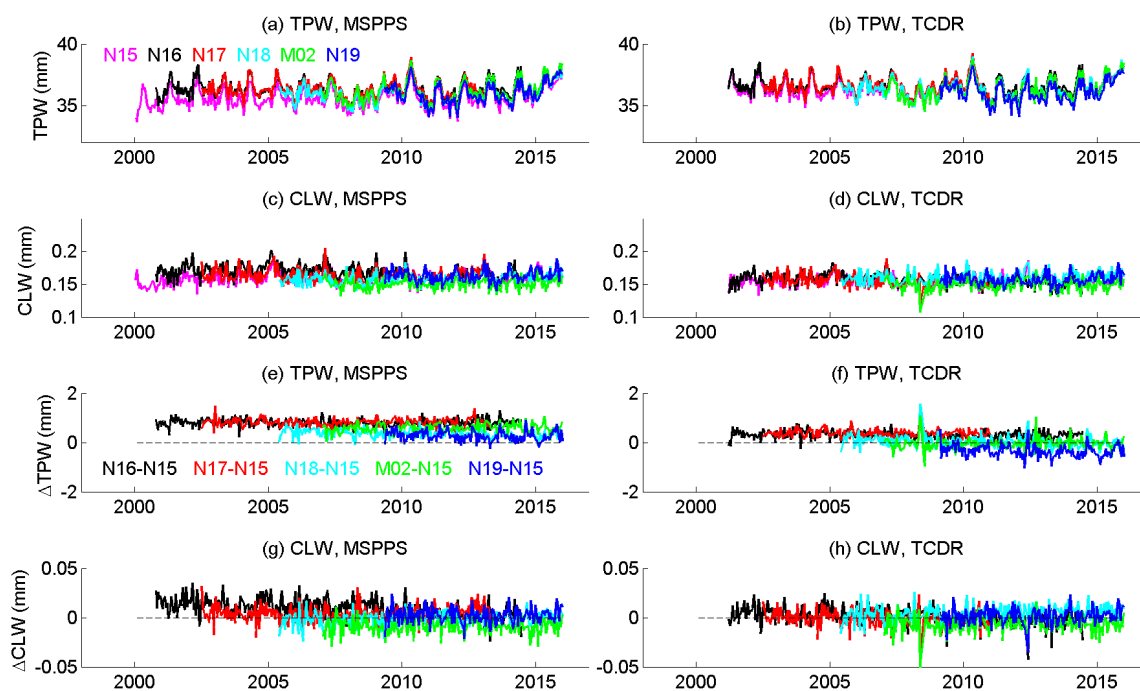 (a) TPW, MSPPS
(b) TPW, TCDR
N15 N16 N17 N18 M02 N19
TPW (mm)
40
35
2000 2005 2010 2015
40
35
2000 2005 2010 2015
(c) CLW, MSPPS
(d) CLW, TCDR
CLW (mm)
0.2
0.15
0.1
2000 2005 2010 2015
0.2
0.15
0.1
2000 2005 2010 2015
(e) TPW, MSPPS
(f) TPW, TCDR
ΔTPW (mm)
2
0
-2
N16-N15 N17-N15 N18-N15 M02-N15 N19-N15
2000 2005 2010 2015
2
0
-2
2000 2005 2010 2015
(g) CLW, MSPPS
(h) CLW, TCDR
ΔCLW (mm)
0.05
0
-0.05
2000 2005 2010 2015
0.05
0
-0.05
2000 2005 2010 2015